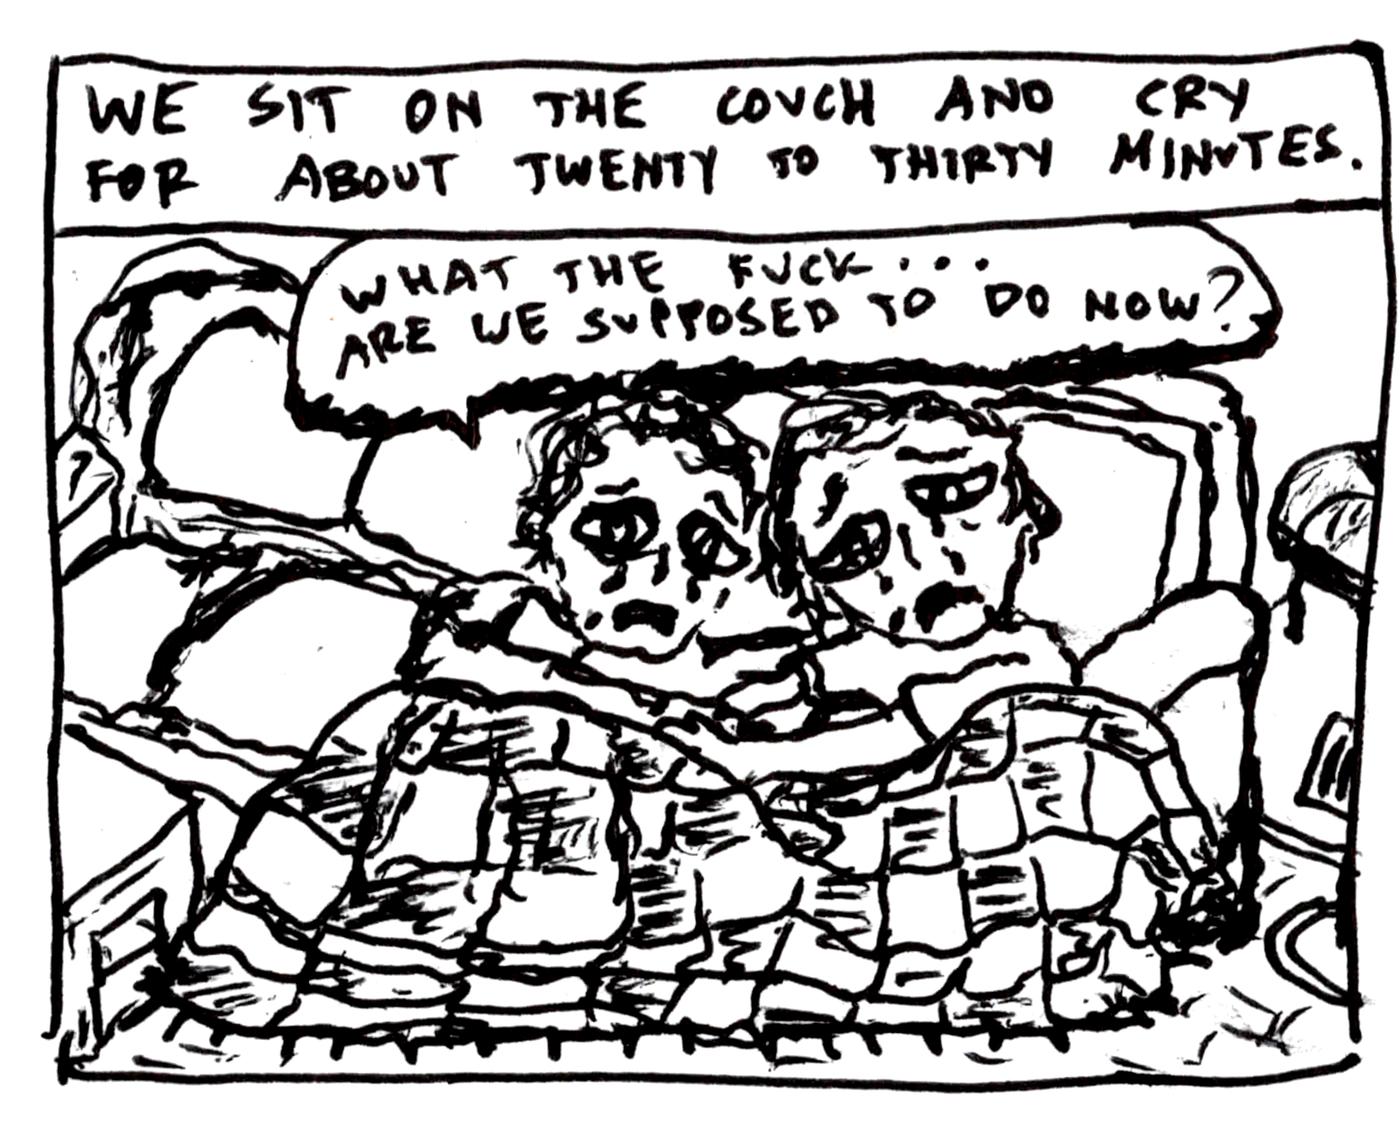 WE SIT ON THE COUCH AND CRY
FOR ABOUT TWENTY TO THIRTY MINUTES.
WHAT THE FUCK...
ARE WE SUPPOSED TO DO NOW?